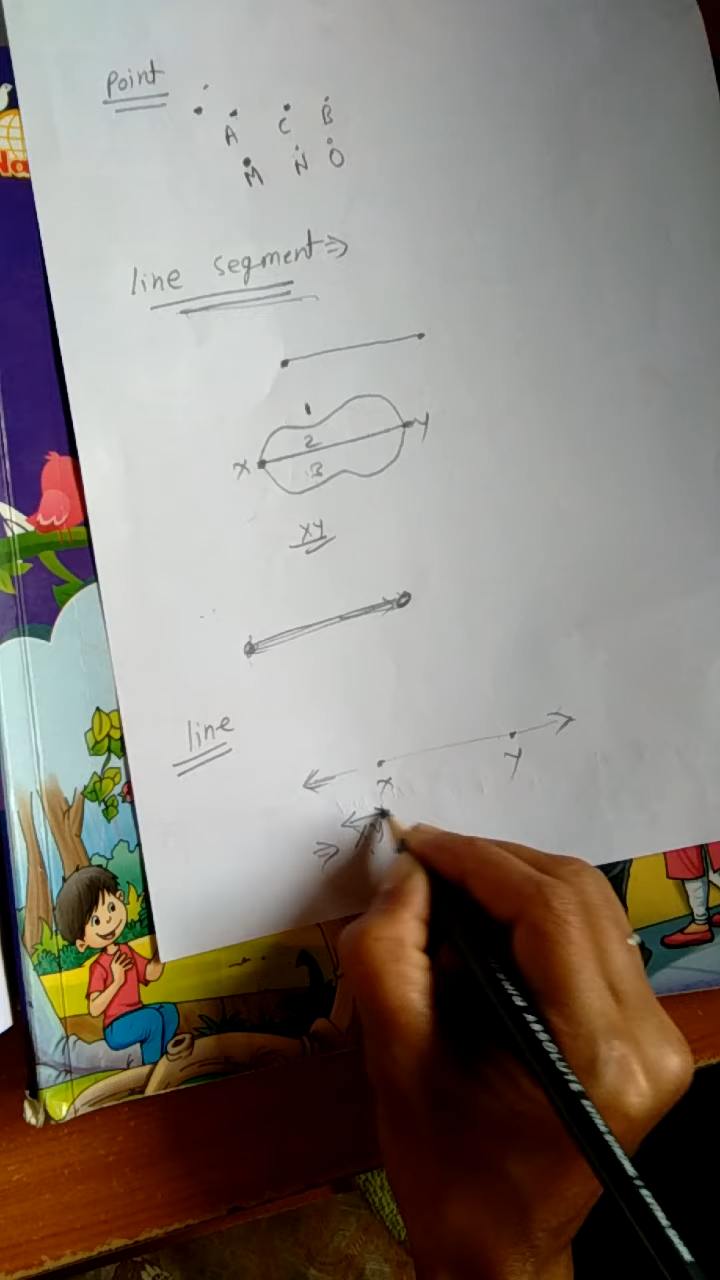 point
A C B
M N O
line segment⇒
1
X 2 Y
3
XY
line
X Y
⇒